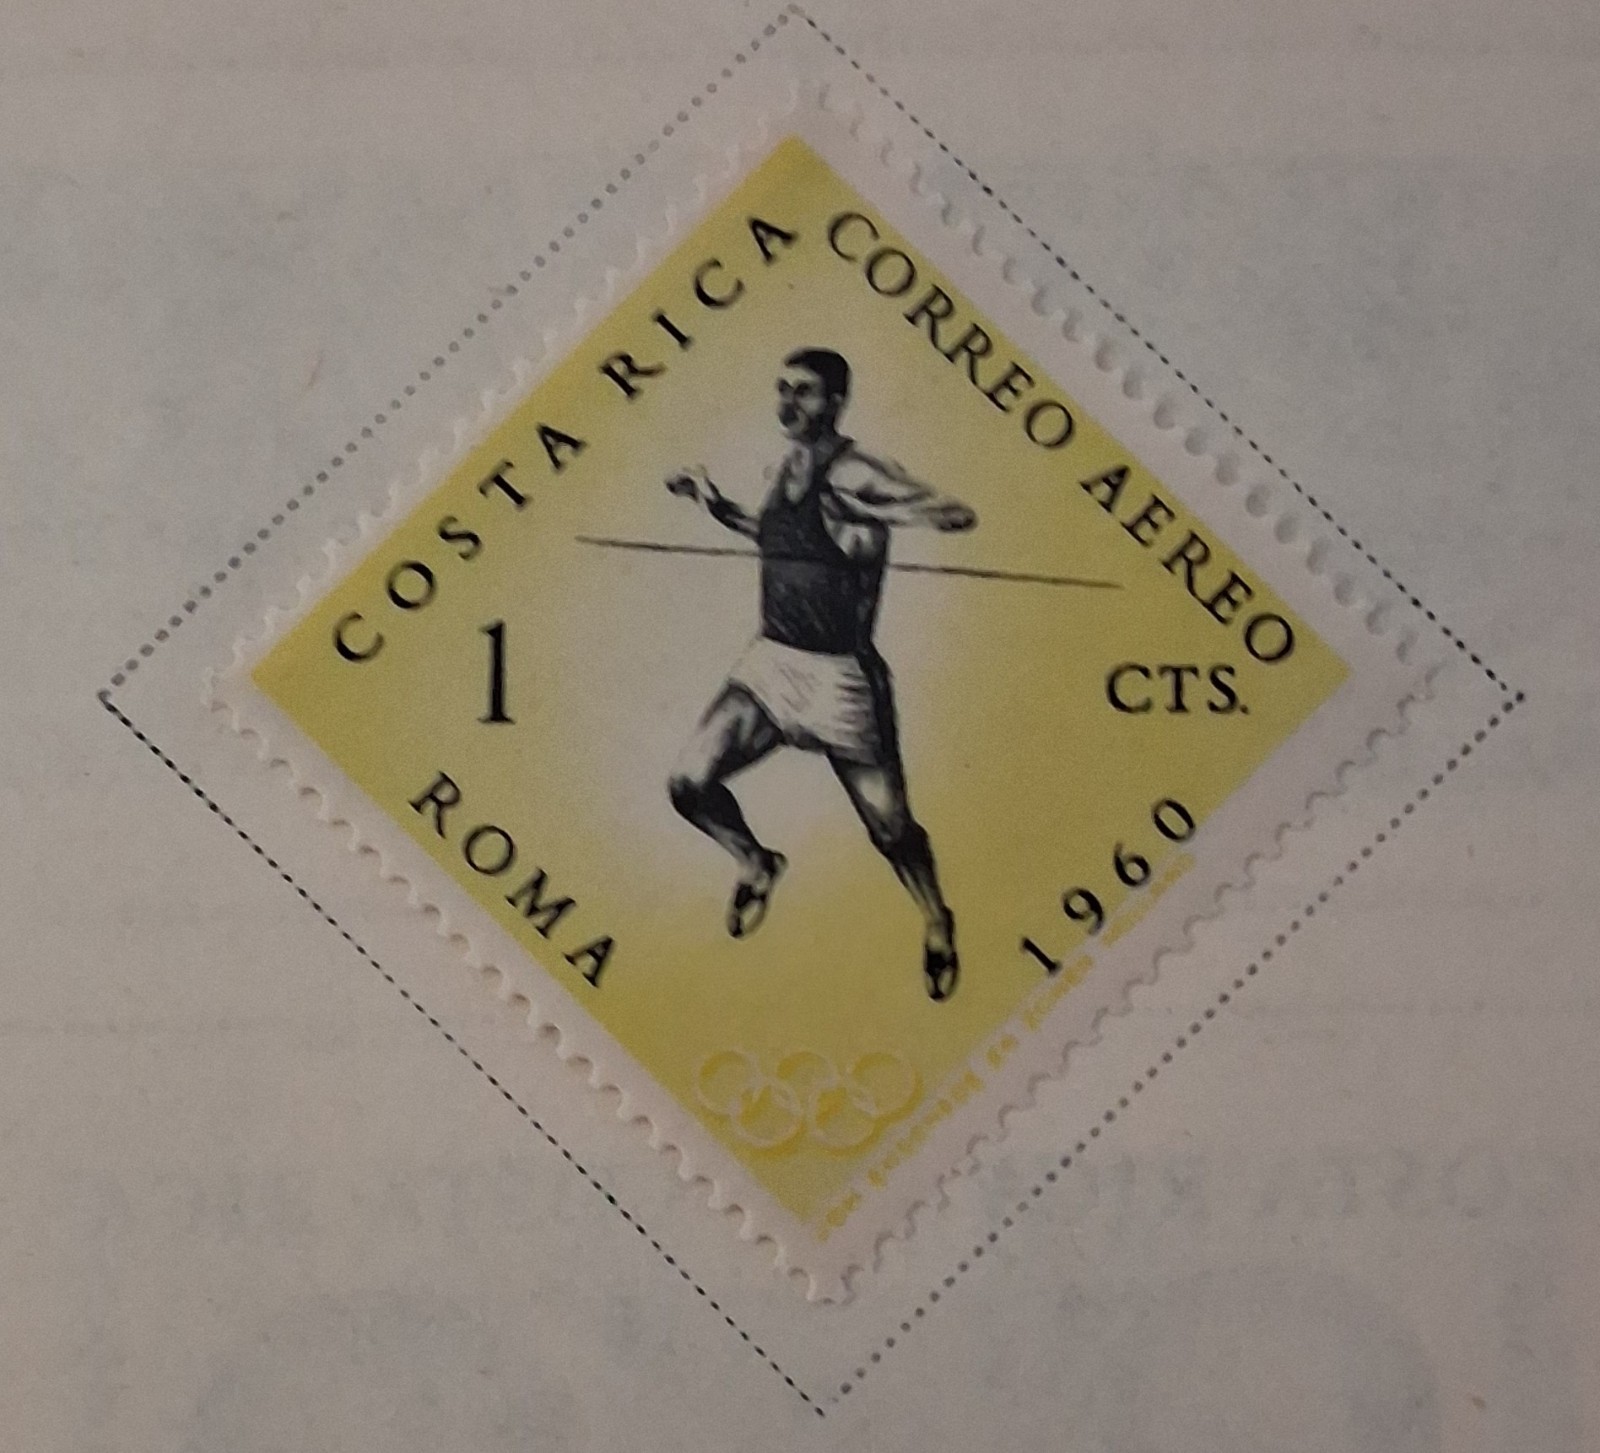 COSTA RICA
CORREO AEREO
1
CTS.
ROMA
1960